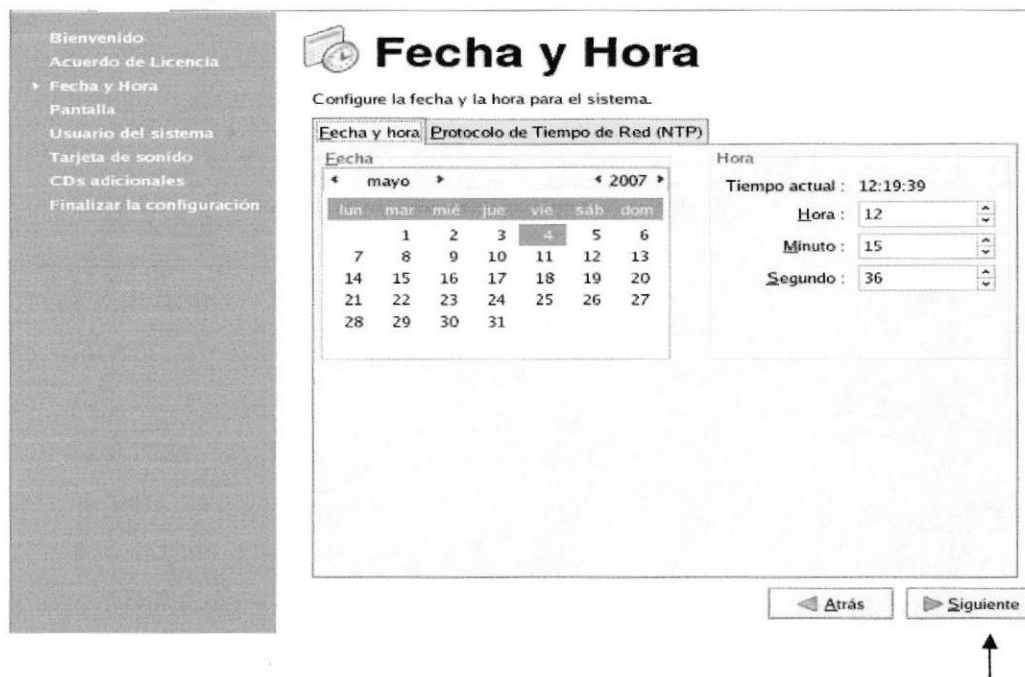 Bienvenido
Acuerdo de Licencia
Fecha y Hora
Pantalla
Usuario del sistema
Tarjeta de sonido
CDs adicionales
Finalizar la configuración
Fecha y Hora
Configure la fecha y la hora para el sistema.
Fecha y hora Protocolo de Tiempo de Red (NTP)
Fecha
mayo 2007
lun mar mié jue vie sáb dom
1 2 3 4 5 6
7 8 9 10 11 12 13
14 15 16 17 18 19 20
21 22 23 24 25 26 27
28 29 30 31
Hora
Tiempo actual : 12:19:39
Hora : 12
Minuto : 15
Segundo : 36
Atrás Siguiente